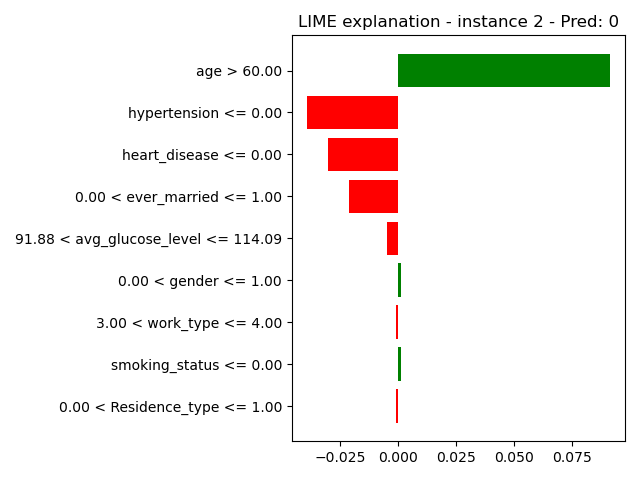 LIME explanation - instance 2 - Pred: 0
age > 60.00
hypertension <= 0.00
heart_disease <= 0.00
0.00 < ever_married <= 1.00
91.88 < avg_glucose_level <= 114.09
0.00 < gender <= 1.00
3.00 < work_type <= 4.00
smoking_status <= 0.00
0.00 < Residence_type <= 1.00
−0.025 0.000 0.025 0.050 0.075